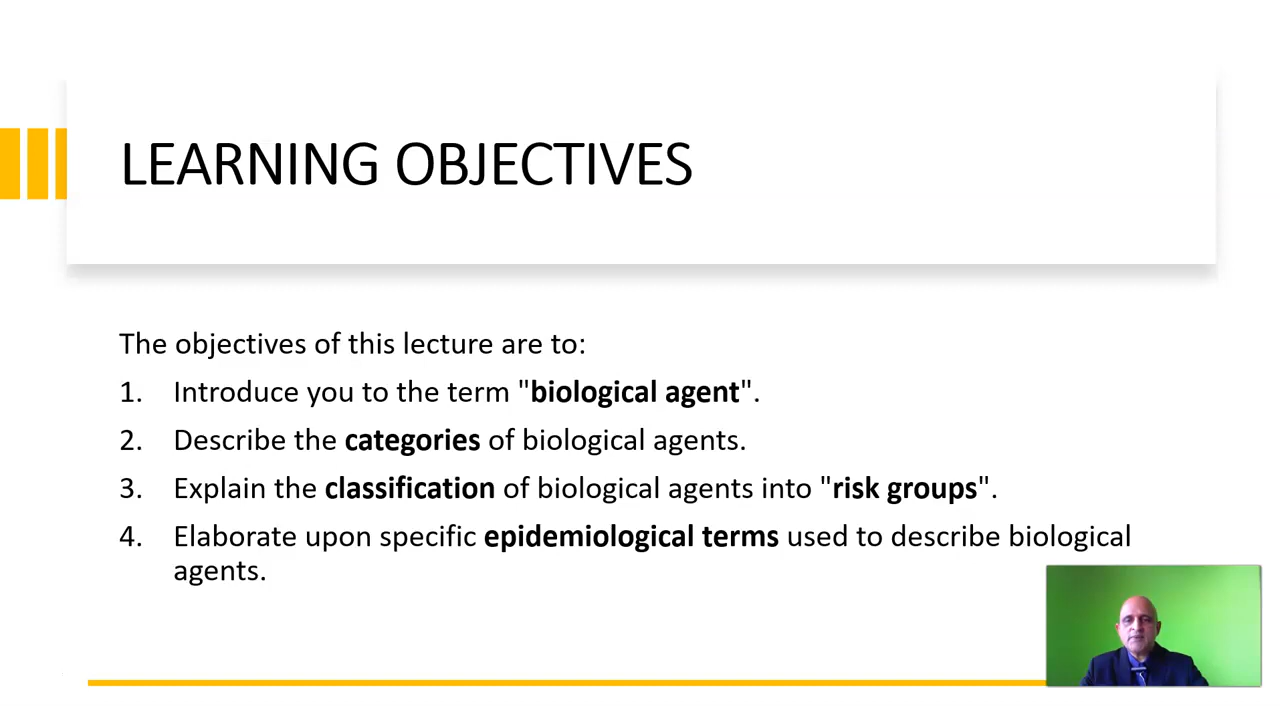 LEARNING OBJECTIVES
The objectives of this lecture are to:
1. Introduce you to the term "biological agent".
2. Describe the categories of biological agents.
3. Explain the classification of biological agents into "risk groups".
4. Elaborate upon specific epidemiological terms used to describe biological
agents.